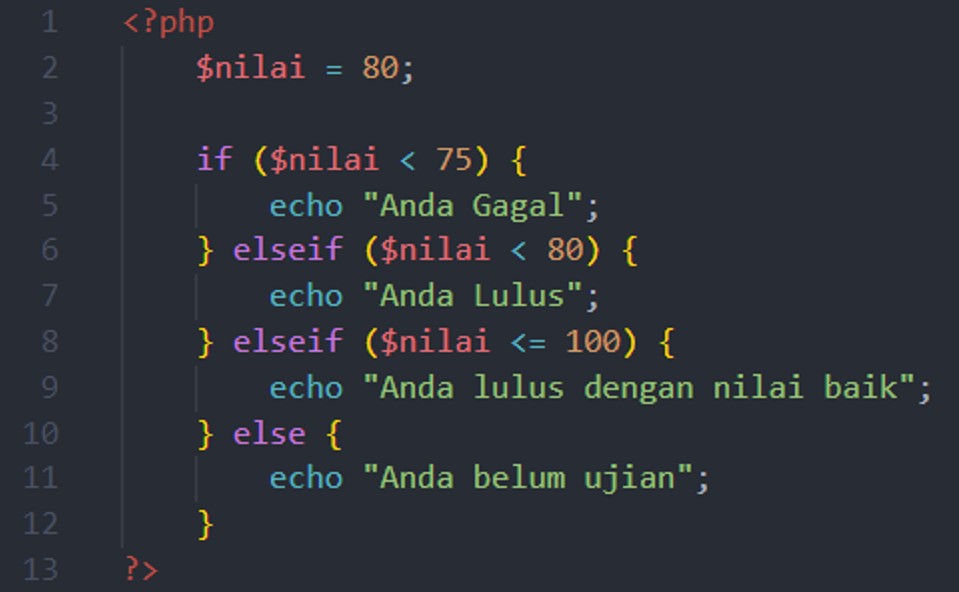 1 <?php
2 $nilai = 80;
3
4 if ($nilai < 75) {
5 echo "Anda Gagal";
6 } elseif ($nilai < 80) {
7 echo "Anda Lulus";
8 } elseif ($nilai <= 100) {
9 echo "Anda lulus dengan nilai baik";
10 } else {
11 echo "Anda belum ujian";
12 }
13 ?>